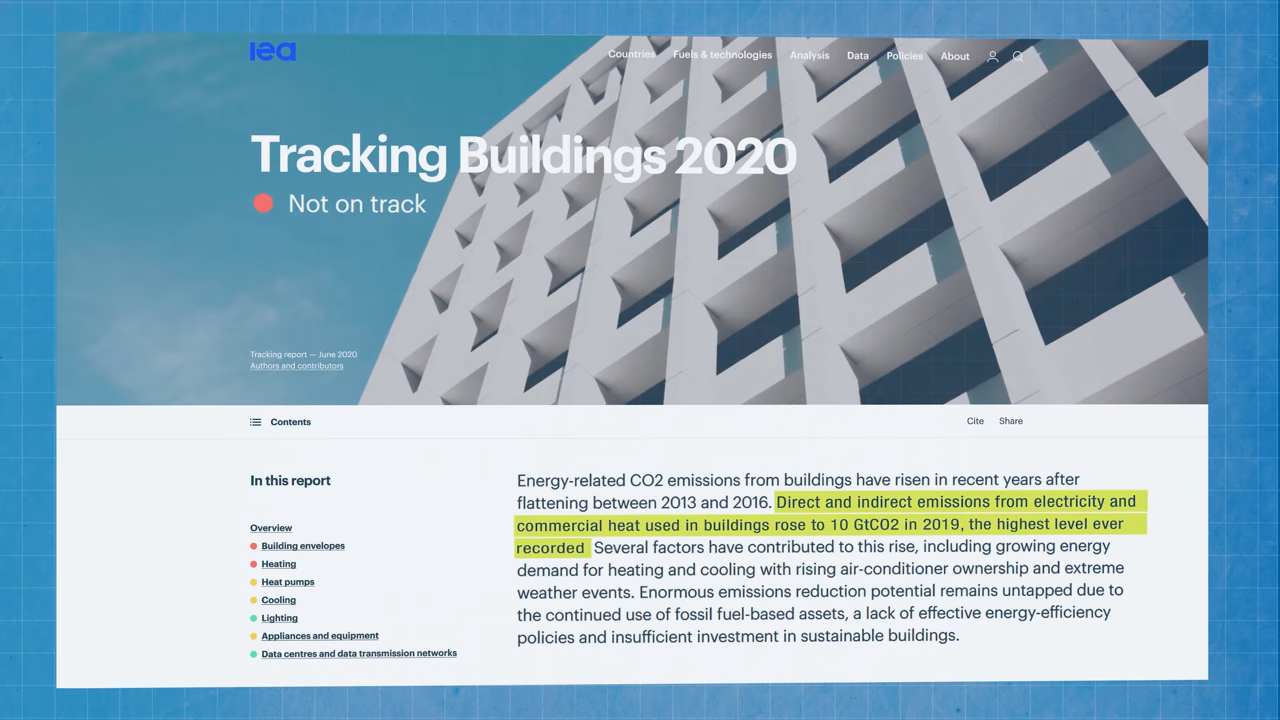 iea
Countries Fuels & technologies Analysis Data Policies About
Tracking Buildings 2020
Not on track
Tracking report — June 2020
Authors and contributors
Contents
Cite Share
In this report
Overview
Building envelopes
Heating
Heat pumps
Cooling
Lighting
Appliances and equipment
Data centres and data transmission networks
Energy-related CO2 emissions from buildings have risen in recent years after
flattening between 2013 and 2016. Direct and indirect emissions from electricity and
commercial heat used in buildings rose to 10 GtCO2 in 2019, the highest level ever
recorded Several factors have contributed to this rise, including growing energy
demand for heating and cooling with rising air-conditioner ownership and extreme
weather events. Enormous emissions reduction potential remains untapped due to
the continued use of fossil fuel-based assets, a lack of effective energy-efficiency
policies and insufficient investment in sustainable buildings.